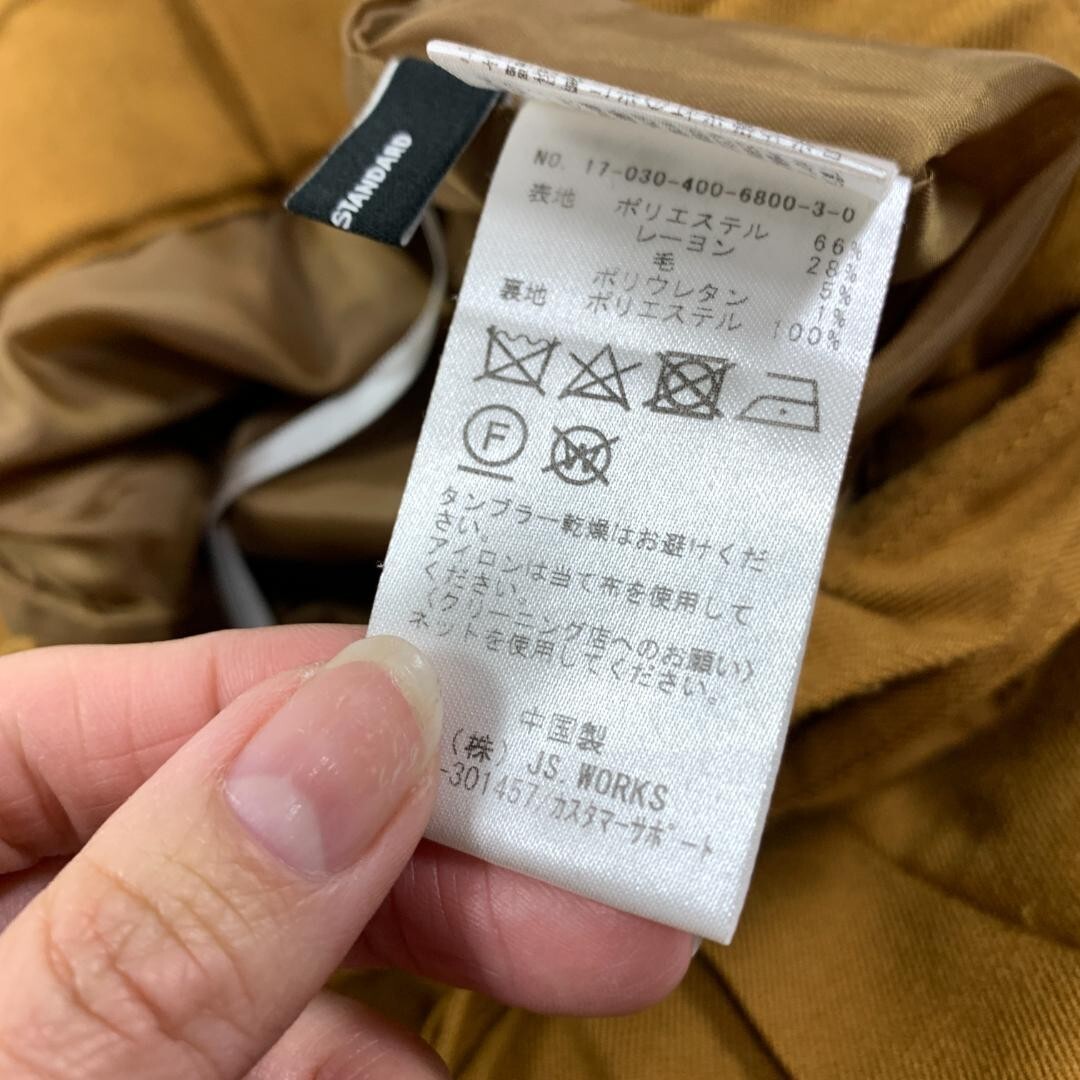 STANDARD
NO. 17-030-400-6800-3-0
表地 ポリエステル 66%
レーヨン 28%
毛 5%
ポリウレタン 1%
裏地 ポリエステル 100%
F
W
タンブラー乾燥はお避けくだ
さい。
アイロンは当て布を使用して
ください。
〈クリーニング店へのお願い〉
ネットを使用してください。
中国製
(株) JS.WORKS
-301457/カスタマーサポート